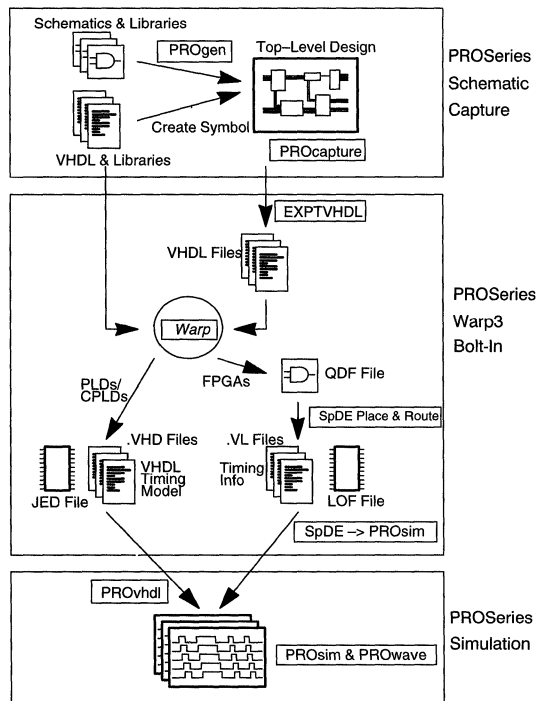 Schematics & Libraries
PROgen
Top–Level Design
PROSeries
Schematic
Capture
Create Symbol
VHDL & Libraries
PROcapture
EXPTVHDL
VHDL Files
PROSeries
Warp3
Bolt-In
Warp
PLDs/
CPLDs
FPGAs
QDF File
SpDE Place & Route
.VHD Files
.VL Files
VHDL
Timing
Model
Timing
Info
JED File
LOF File
SpDE –> PROsim
PROvhdl
PROSeries
Simulation
PROsim & PROwave